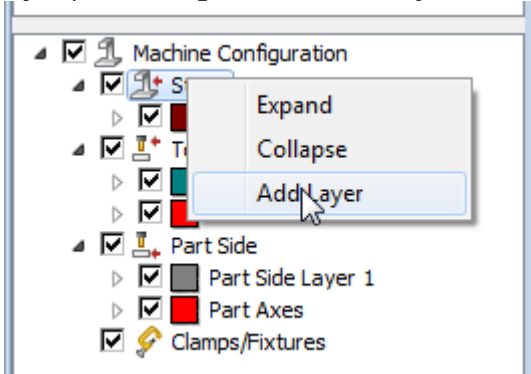 Machine Configuration
Expand
Collapse
Add Layer
Part Side
Part Side Layer 1
Part Axes
Clamps/Fixtures